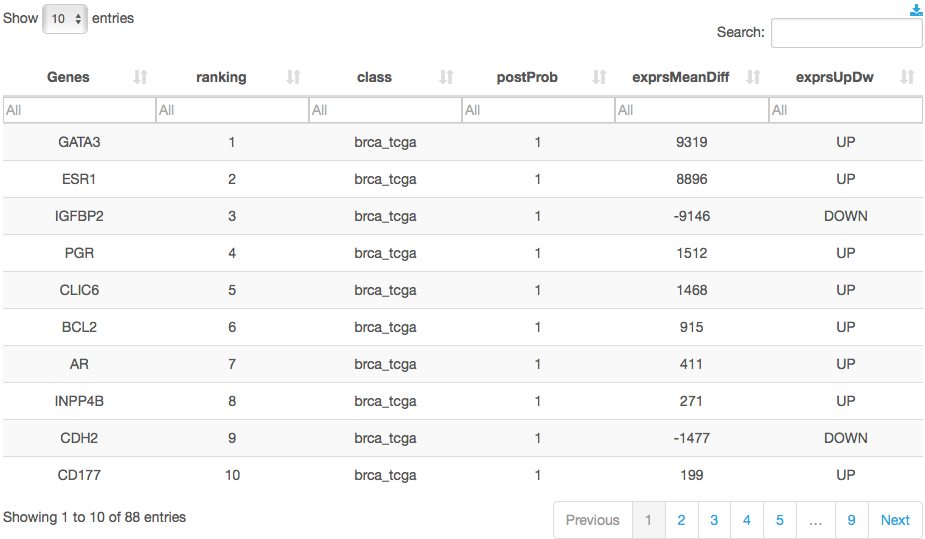 Show 10 entries
Search:
Genes ranking class postProb exprsMeanDiff exprsUpDw
All All All All All All
GATA3 1 brca_tcga 1 9319 UP
ESR1 2 brca_tcga 1 8896 UP
IGFBP2 3 brca_tcga 1 -9146 DOWN
PGR 4 brca_tcga 1 1512 UP
CLIC6 5 brca_tcga 1 1468 UP
BCL2 6 brca_tcga 1 915 UP
AR 7 brca_tcga 1 411 UP
INPP4B 8 brca_tcga 1 271 UP
CDH2 9 brca_tcga 1 -1477 DOWN
CD177 10 brca_tcga 1 199 UP
Showing 1 to 10 of 88 entries
Previous 1 2 3 4 5 … 9 Next